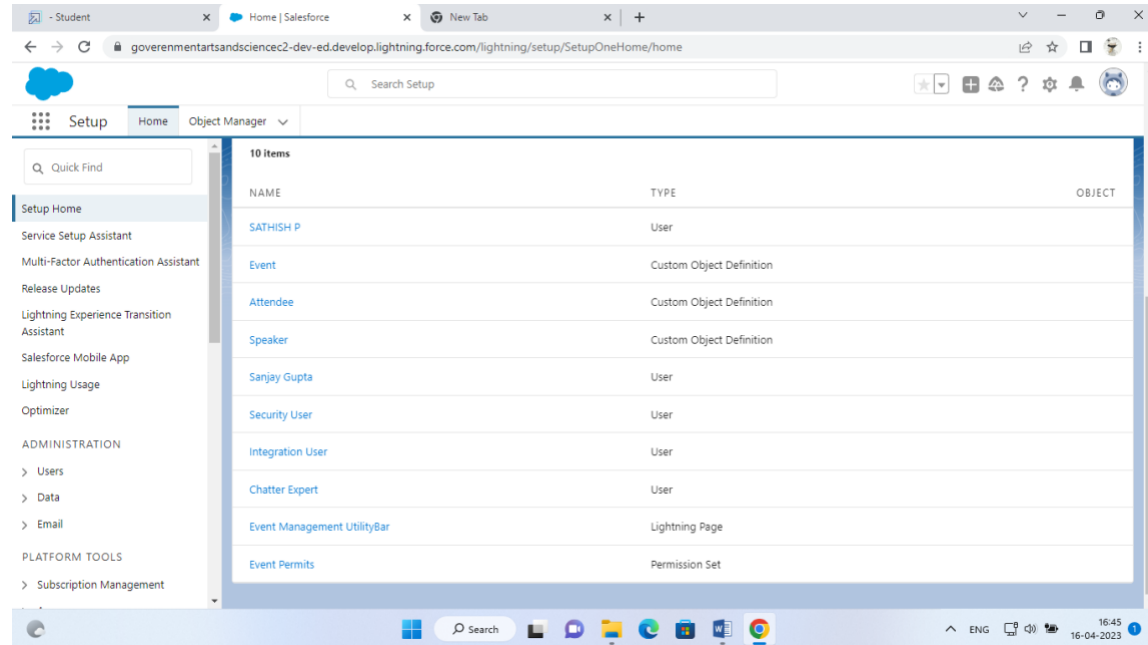 - Student
Home | Salesforce
New Tab
goverenmentartsandsciencec2-dev-ed.develop.lightning.force.com/lightning/setup/SetupOneHome/home
Search Setup
Setup
Home
Object Manager
Quick Find
Setup Home
Service Setup Assistant
Multi-Factor Authentication Assistant
Release Updates
Lightning Experience Transition
Assistant
Salesforce Mobile App
Lightning Usage
Optimizer
ADMINISTRATION
Users
Data
Email
PLATFORM TOOLS
Subscription Management
10 items
NAME TYPE OBJECT
SATHISH P User
Event Custom Object Definition
Attendee Custom Object Definition
Speaker Custom Object Definition
Sanjay Gupta User
Security User User
Integration User User
Chatter Expert User
Event Management UtilityBar Lightning Page
Event Permits Permission Set
Search
ENG
16:45
16-04-2023
1